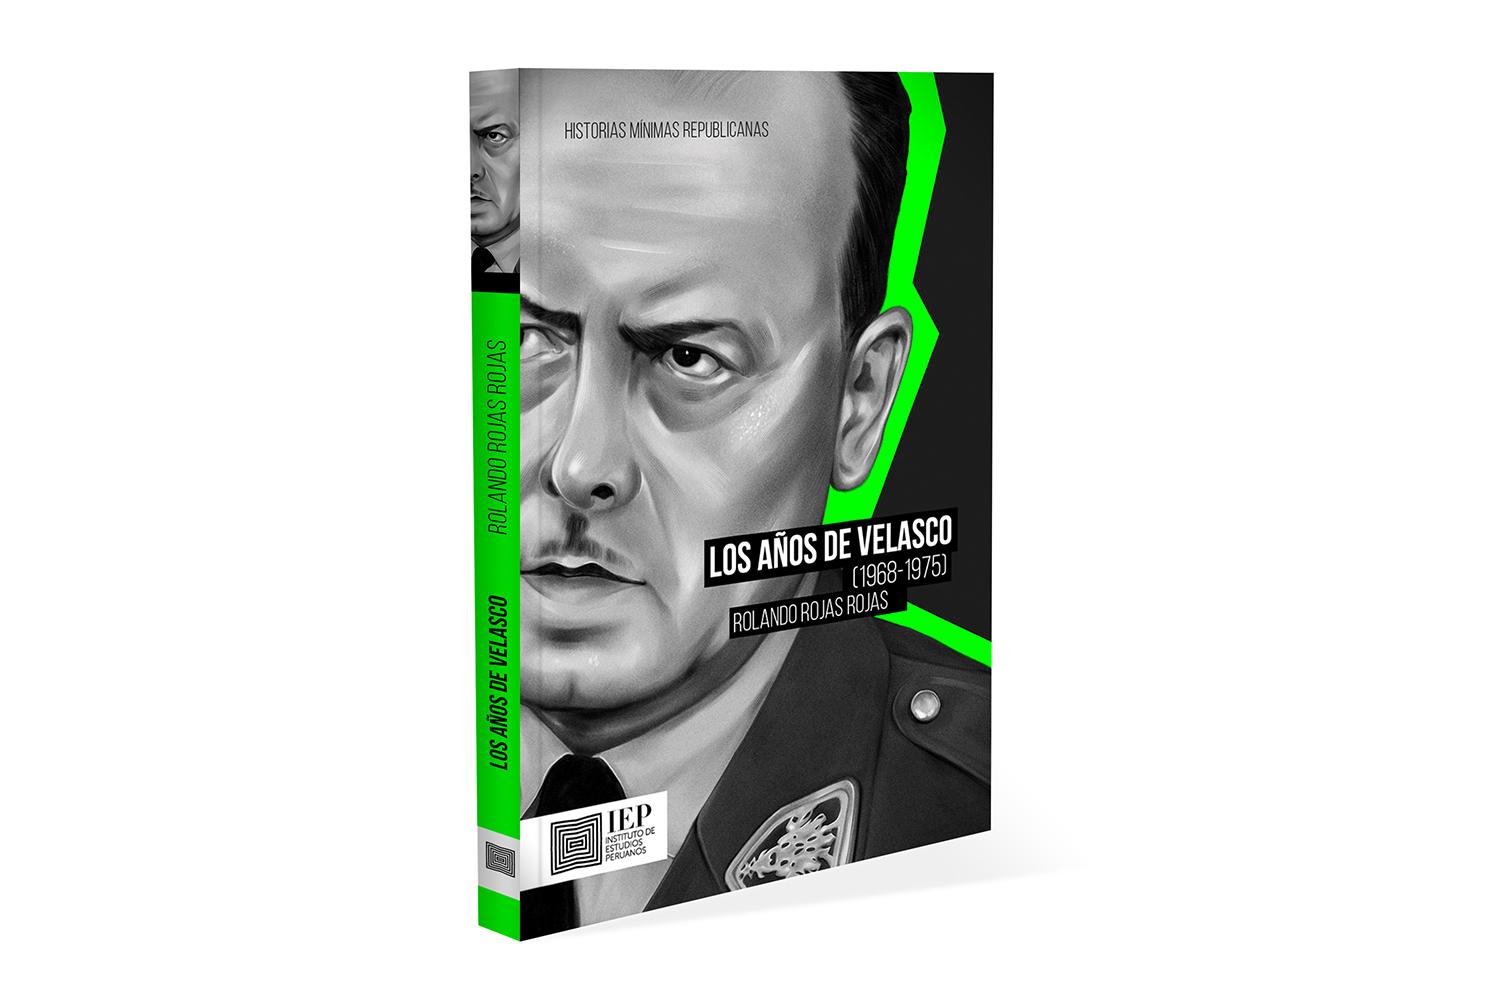 HISTORIAS MÍNIMAS REPUBLICANAS
LOS AÑOS DE VELASCO
(1968-1975)
ROLANDO ROJAS ROJAS
IEP
INSTITUTO DE
ESTUDIOS
PERUANOS
ROLANDO ROJAS ROJAS
LOS AÑOS DE VELASCO